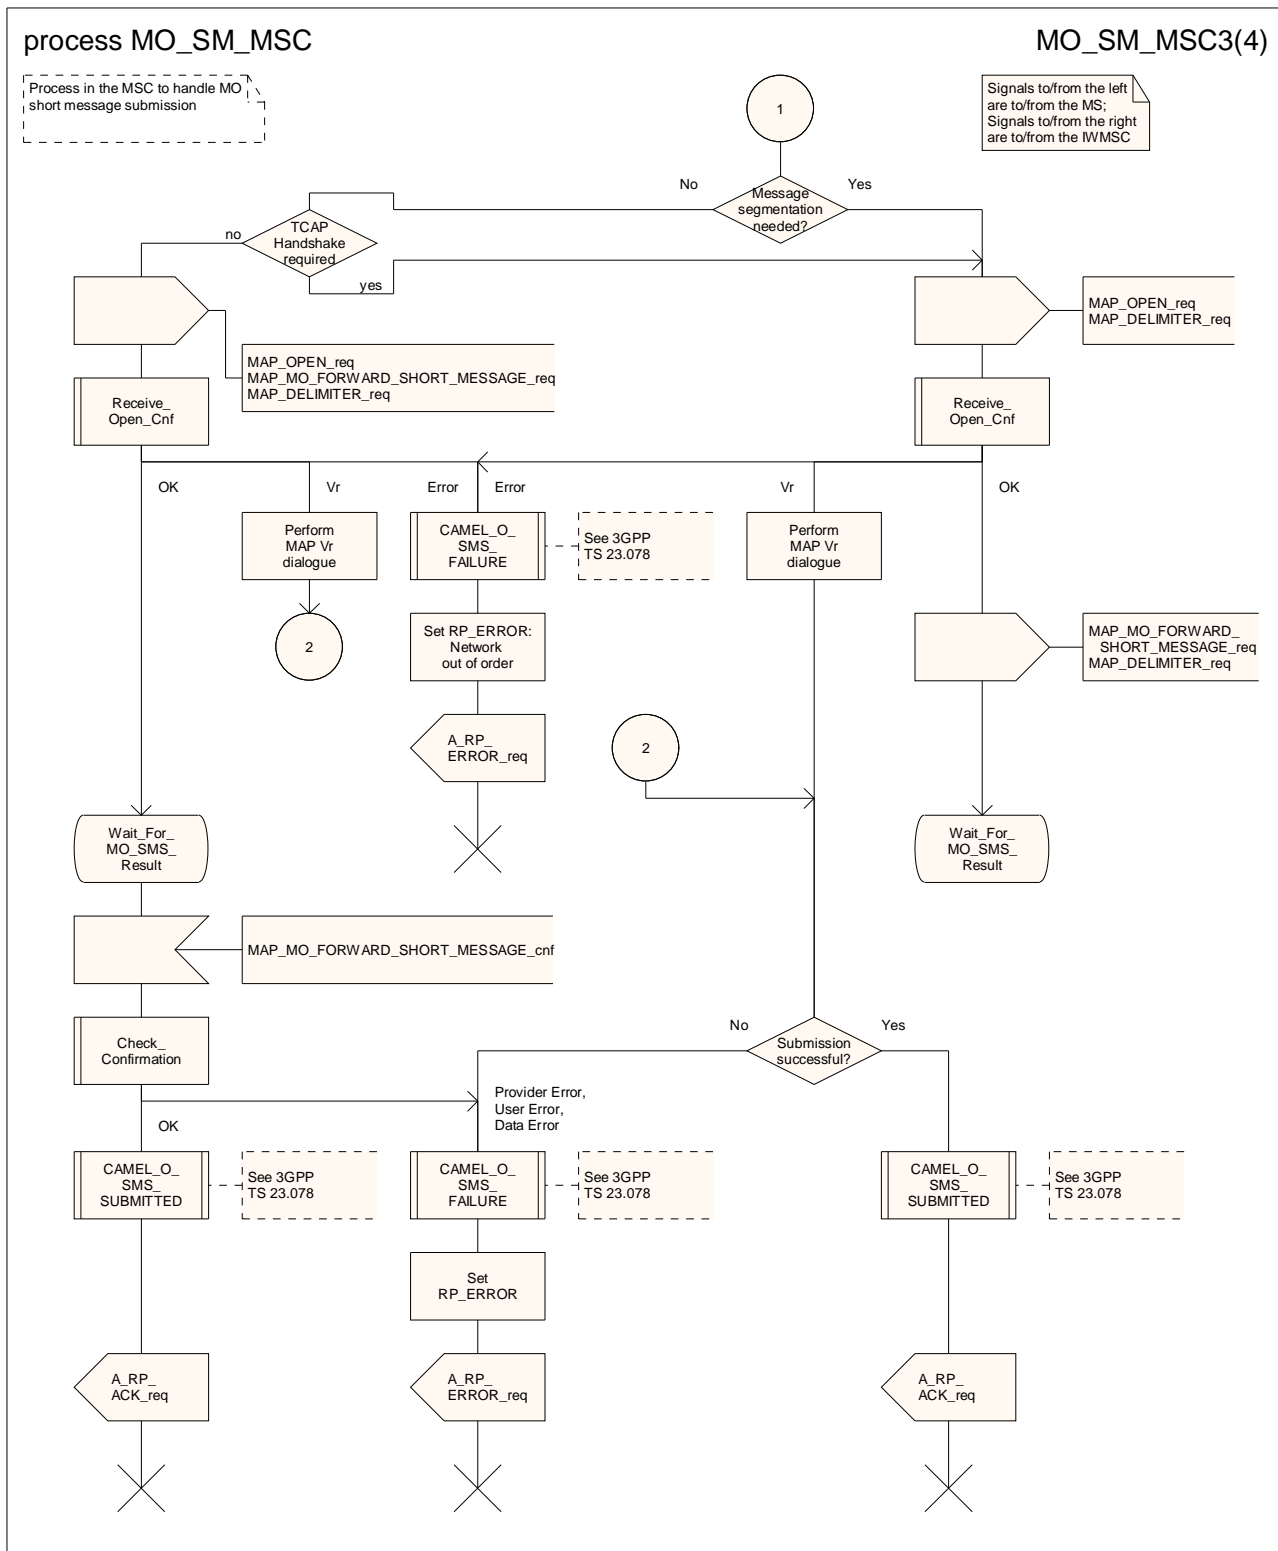 process MO_SM_MSC
MO_SM_MSC3(4)
Process in the MSC to handle MO
short message submission
1
Signals to/from the left
are to/from the MS;
Signals to/from the right
are to/from the IWMSC
No
Message
segmentation
needed?
Yes
no
TCAP
Handshake
required
yes
MAP_OPEN_req
MAP_DELIMITER_req
MAP_OPEN_req
MAP_MO_FORWARD_SHORT_MESSAGE_req
MAP_DELIMITER_req
Receive_
Open_Cnf
Receive_
Open_Cnf
OK
Vr
Error
Error
Vr
OK
Perform
MAP Vr
dialogue
CAMEL_O_
SMS_
FAILURE
See 3GPP
TS 23.078
Perform
MAP Vr
dialogue
2
Set RP_ERROR:
Network
out of order
MAP_MO_FORWARD_
SHORT_MESSAGE_req
MAP_DELIMITER_req
A_RP_
ERROR_req
2
Wait_For_
MO_SMS_
Result
Wait_For_
MO_SMS_
Result
MAP_MO_FORWARD_SHORT_MESSAGE_cnf
Check_
Confirmation
No
Submission
successful?
Yes
Provider Error,
User Error,
Data Error
OK
CAMEL_O_
SMS_
SUBMITTED
See 3GPP
TS 23.078
CAMEL_O_
SMS_
FAILURE
See 3GPP
TS 23.078
CAMEL_O_
SMS_
SUBMITTED
See 3GPP
TS 23.078
Set
RP_ERROR
A_RP_
ACK_req
A_RP_
ERROR_req
A_RP_
ACK_req